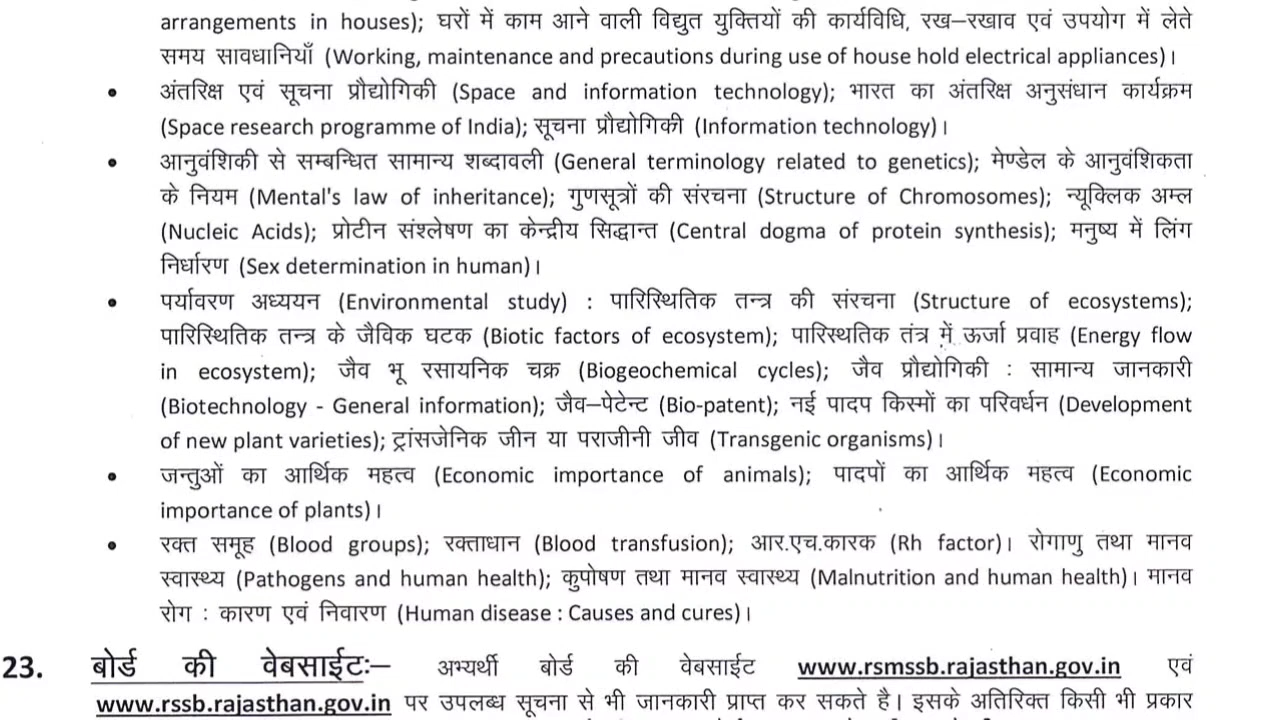 arrangements in houses); घरों में काम आने वाली विद्युत युक्तियों की कार्यविधि, रख–रखाव एवं उपयोग में लेते
समय सावधानियाँ (Working, maintenance and precautions during use of house hold electrical appliances)।
• अंतरिक्ष एवं सूचना प्रौद्योगिकी (Space and information technology); भारत का अंतरिक्ष अनुसंधान कार्यक्रम
(Space research programme of India); सूचना प्रौद्योगिकी (Information technology)।
• आनुवंशिकी से सम्बन्धित सामान्य शब्दावली (General terminology related to genetics); मेण्डेल के आनुवंशिकता
के नियम (Mental's law of inheritance); गुणसूत्रों की संरचना (Structure of Chromosomes); न्यूक्लिक अम्ल
(Nucleic Acids); प्रोटीन संश्लेषण का केन्द्रीय सिद्धान्त (Central dogma of protein synthesis); मनुष्य में लिंग
निर्धारण (Sex determination in human)।
• पर्यावरण अध्ययन (Environmental study) : पारिस्थितिक तन्त्र की संरचना (Structure of ecosystems);
पारिस्थितिक तन्त्र के जैविक घटक (Biotic factors of ecosystem); पारिस्थतिक तंत्र में ऊर्जा प्रवाह (Energy flow
in ecosystem); जैव भू रसायनिक चक्र (Biogeochemical cycles); जैव प्रौद्योगिकी : सामान्य जानकारी
(Biotechnology - General information); जैव–पेटेन्ट (Bio-patent); नई पादप किस्मों का परिवर्धन (Development
of new plant varieties); ट्रांसजेनिक जीन या पराजीनी जीव (Transgenic organisms)।
• जन्तुओं का आर्थिक महत्व (Economic importance of animals); पादपों का आर्थिक महत्व (Economic
importance of plants)।
• रक्त समूह (Blood groups); रक्ताधान (Blood transfusion); आर.एच.कारक (Rh factor)। रोगाणु तथा मानव
स्वास्थ्य (Pathogens and human health); कुपोषण तथा मानव स्वास्थ्य (Malnutrition and human health)। मानव
रोग : कारण एवं निवारण (Human disease : Causes and cures)।
23. बोर्ड की वेबसाईटः– अभ्यर्थी बोर्ड की वेबसाईट www.rsmssb.rajasthan.gov.in एवं
www.rssb.rajasthan.gov.in पर उपलब्ध सूचना से भी जानकारी प्राप्त कर सकते है। इसके अतिरिक्त किसी भी प्रकार